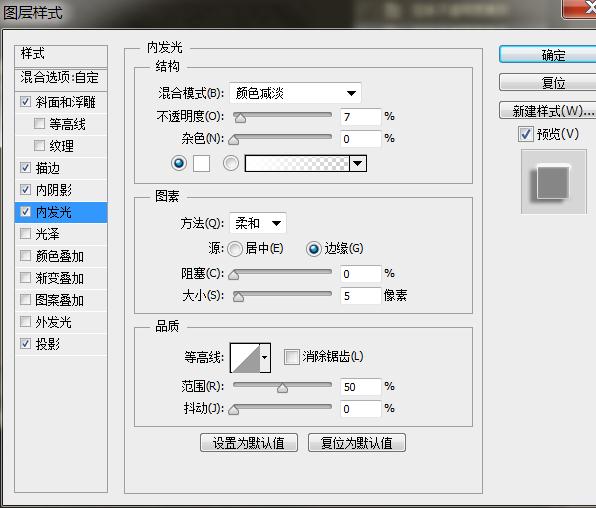 图层样式
样式
混合选项:自定
斜面和浮雕
等高线
纹理
描边
内阴影
内发光
光泽
颜色叠加
渐变叠加
图案叠加
外发光
投影
内发光
结构
混合模式(B): 颜色减淡
不透明度(O): 7 %
杂色(N): 0 %
图素
方法(Q): 柔和
源: 居中(E) 边缘(G)
阻塞(C): 0 %
大小(S): 5 像素
品质
等高线: 消除锯齿(L)
范围(R): 50 %
抖动(J): 0 %
设置为默认值 复位为默认值
确定
复位
新建样式(W)...
预览(V)